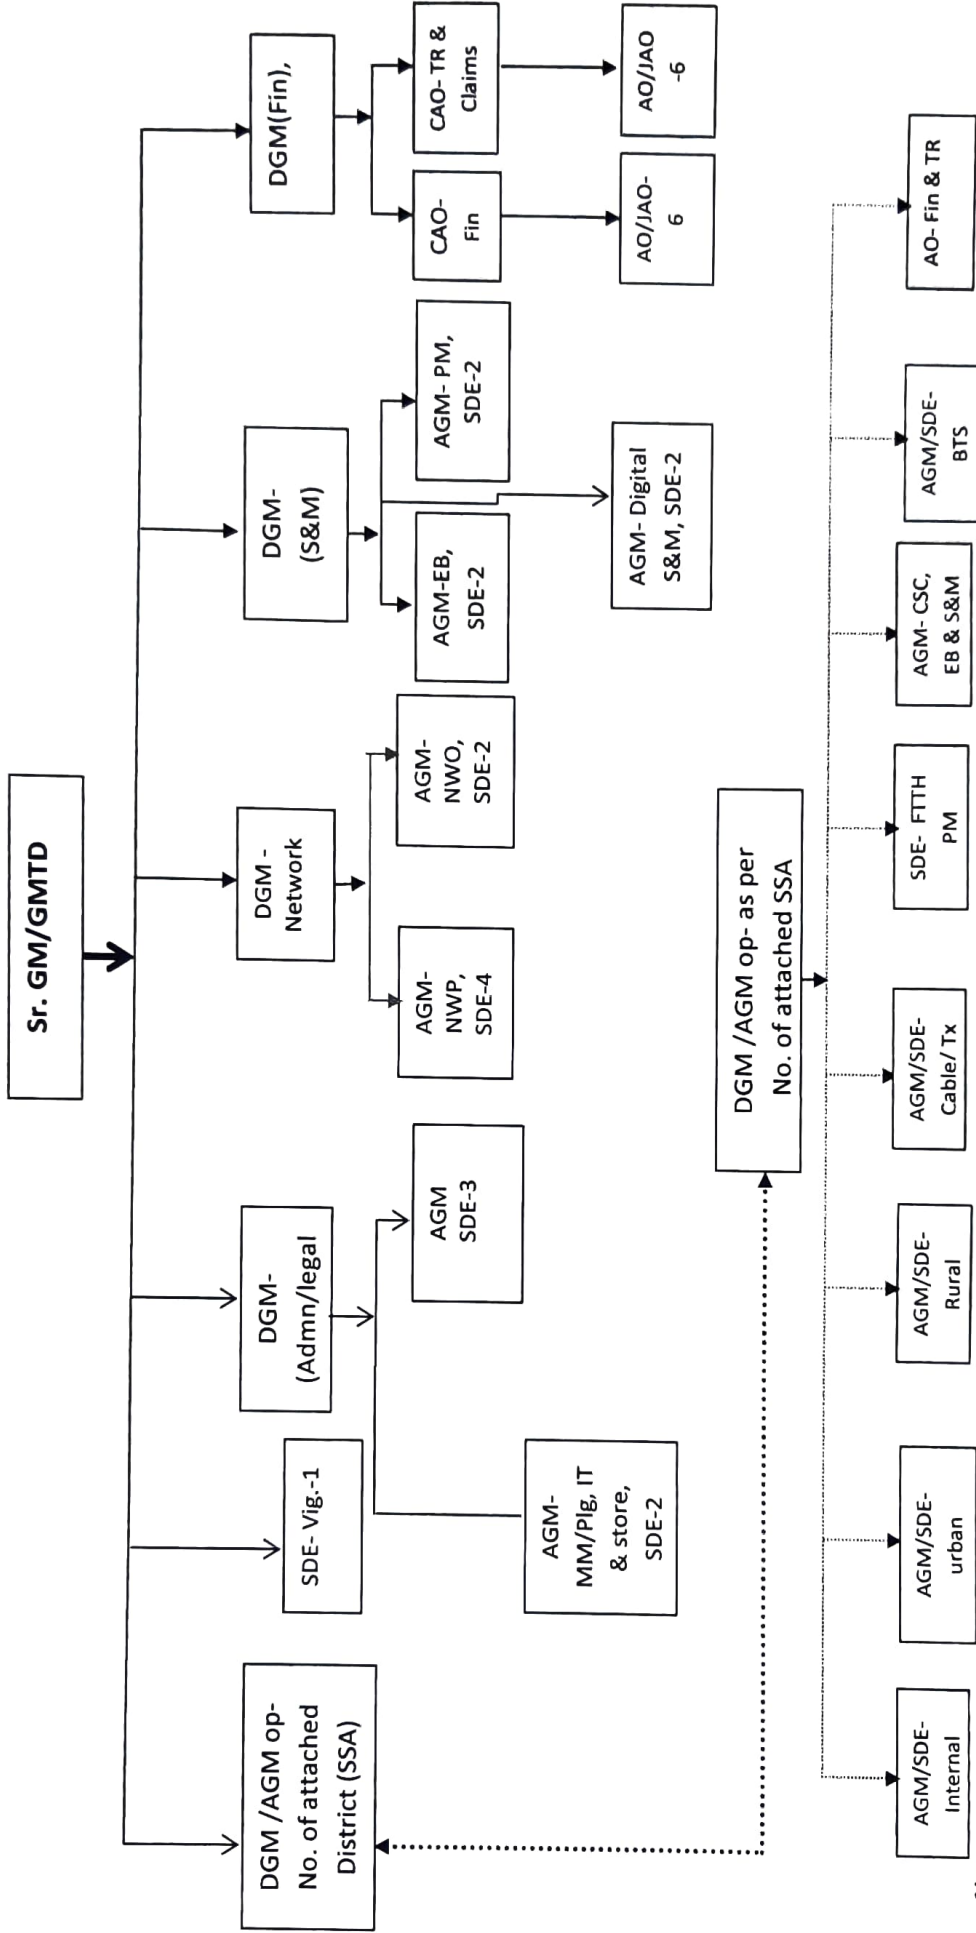 Sr. GM/GMTD
DGM /AGM op-
No. of attached
District (SSA)
SDE- Vig.-1
DGM-
(Admn/legal
DGM -
Network
DGM-
(S&M)
DGM(Fin),
AGM-
MM/Plg, IT
& store,
SDE-2
AGM
SDE-3
AGM-
NWP,
SDE-4
AGM-
NWO,
SDE-2
AGM-EB,
SDE-2
AGM- PM,
SDE-2
AGM- Digital
S&M, SDE-2
CAO-
Fin
CAO- TR &
Claims
AO/JAO-
6
AO/JAO
-6
DGM /AGM op- as per
No. of attached SSA
AGM/SDE-
Internal
AGM/SDE-
urban
AGM/SDE-
Rural
AGM/SDE-
Cable/ Tx
SDE- FTTH
PM
AGM- CSC,
EB & S&M
AGM/SDE-
BTS
AO- Fin & TR